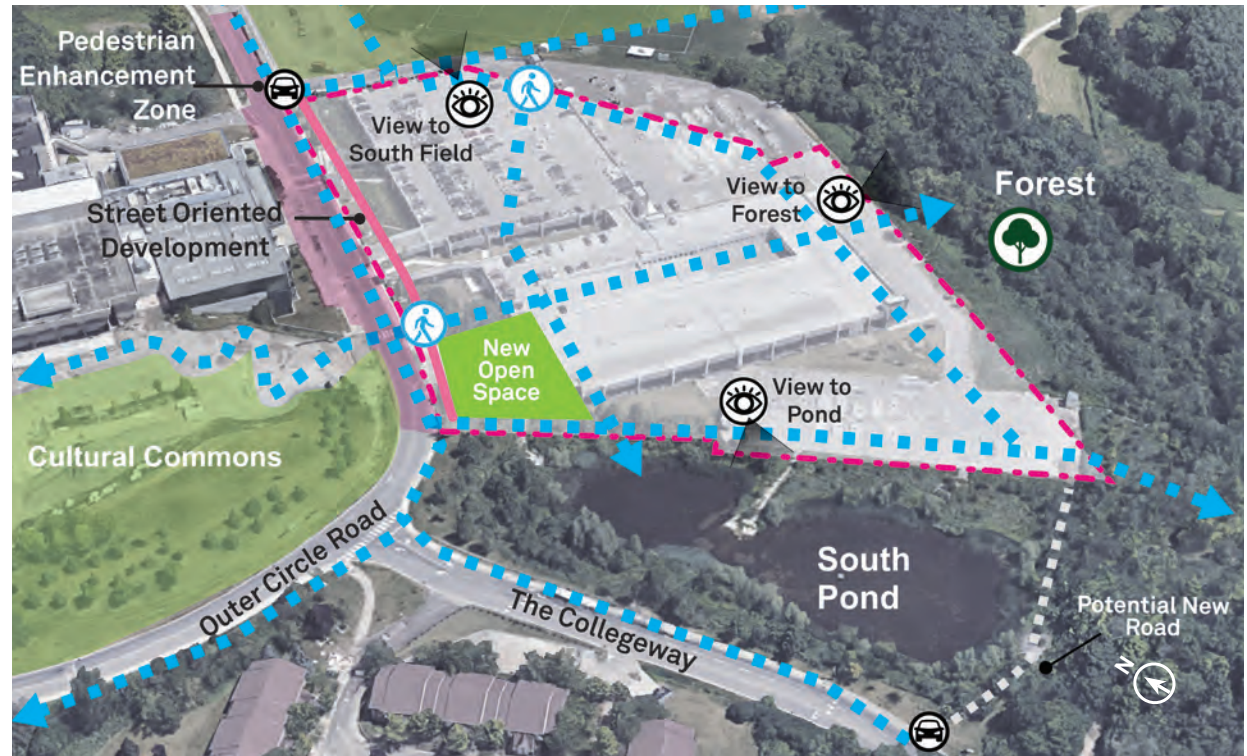 Pedestrian
Enhancement
Zone
View to
South Field
Street Oriented
Development
View to
Forest
Forest
New
Open
Space
View to
Pond
Cultural Commons
Outer Circle Road
The Collegeway
South
Pond
Potential New
Road
N